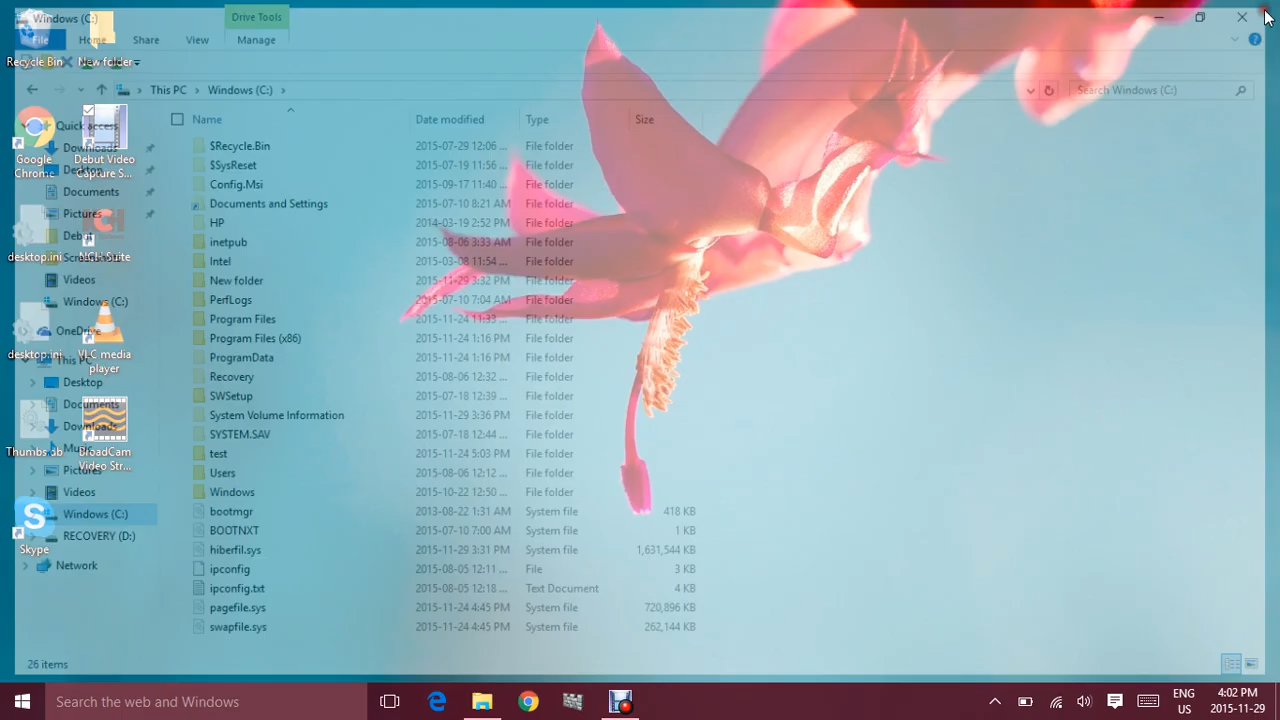 Windows (C:)
Drive Tools
File Home Share View Manage
Recycle Bin
New folder
This PC Windows (C:)
Search Windows (C:)
Name Date modified Type Size
Quick access
Downloads
Desktop
Documents
Pictures
Debut
Screenshots
Videos
Windows (C:)
OneDrive
This PC
Desktop
Documents
Downloads
Music
Pictures
Videos
Windows (C:)
RECOVERY (D:)
Network
Google Chrome
Debut Video Capture S...
desktop.ini
NCH Suite
desktop.ini
VLC media player
Thumbs.db
BroadCam Video Str...
Skype
$Recycle.Bin 2015-07-29 12:06 ... File folder
$SysReset 2015-07-19 11:56 ... File folder
Config.Msi 2015-09-17 11:40 ... File folder
Documents and Settings 2015-07-10 8:21 AM File folder
HP 2014-03-19 2:52 PM File folder
inetpub 2015-08-06 3:33 AM File folder
Intel 2015-03-08 11:54 ... File folder
New folder 2015-11-29 3:32 PM File folder
PerfLogs 2015-07-10 7:04 AM File folder
Program Files 2015-11-24 11:33 ... File folder
Program Files (x86) 2015-11-24 1:16 PM File folder
ProgramData 2015-11-24 1:16 PM File folder
Recovery 2015-08-06 12:32 ... File folder
SWSetup 2015-07-18 12:39 ... File folder
System Volume Information 2015-11-29 3:36 PM File folder
SYSTEM.SAV 2015-07-18 12:44 ... File folder
test 2015-11-24 5:03 PM File folder
Users 2015-08-06 12:12 ... File folder
Windows 2015-10-22 12:50 ... File folder
bootmgr 2013-08-22 1:31 AM System file 418 KB
BOOTNXT 2015-07-10 7:00 AM System file 1 KB
hiberfil.sys 2015-11-29 3:31 PM System file 1,631,544 KB
ipconfig 2015-08-05 12:11 ... File 3 KB
ipconfig.txt 2015-08-05 12:18 ... Text Document 4 KB
pagefile.sys 2015-11-24 4:45 PM System file 720,896 KB
swapfile.sys 2015-11-24 4:45 PM System file 262,144 KB
26 items
Search the web and Windows
ENG
US
4:02 PM
2015-11-29